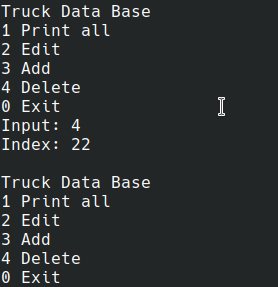 Truck Data Base
1 Print all
2 Edit
3 Add
4 Delete
0 Exit
Input: 4
Index: 22

Truck Data Base
1 Print all
2 Edit
3 Add
4 Delete
0 Exit